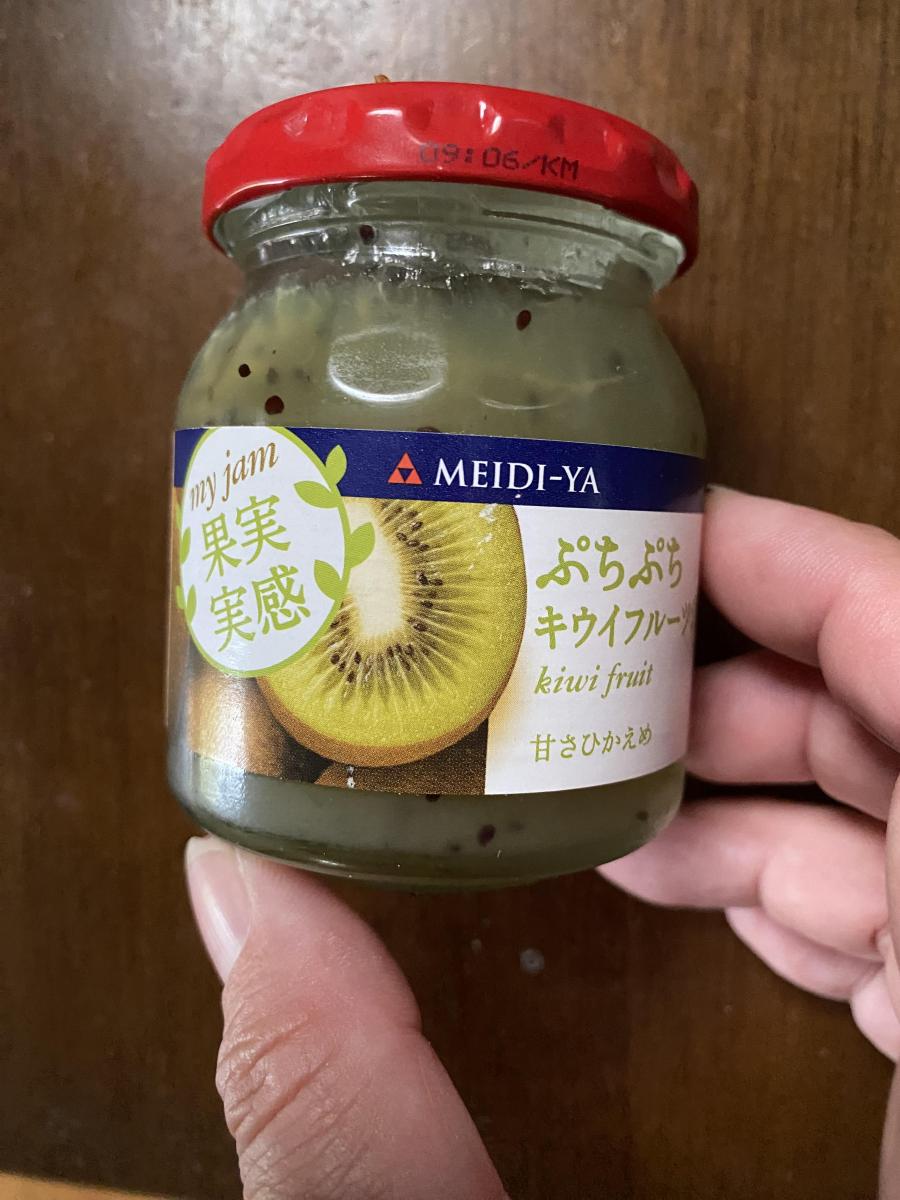 09:06/KM
my jam
果実
実感
MEIDI-YA
ぷちぷち
キウイフルーツ
kiwi fruit
甘さひかえめ